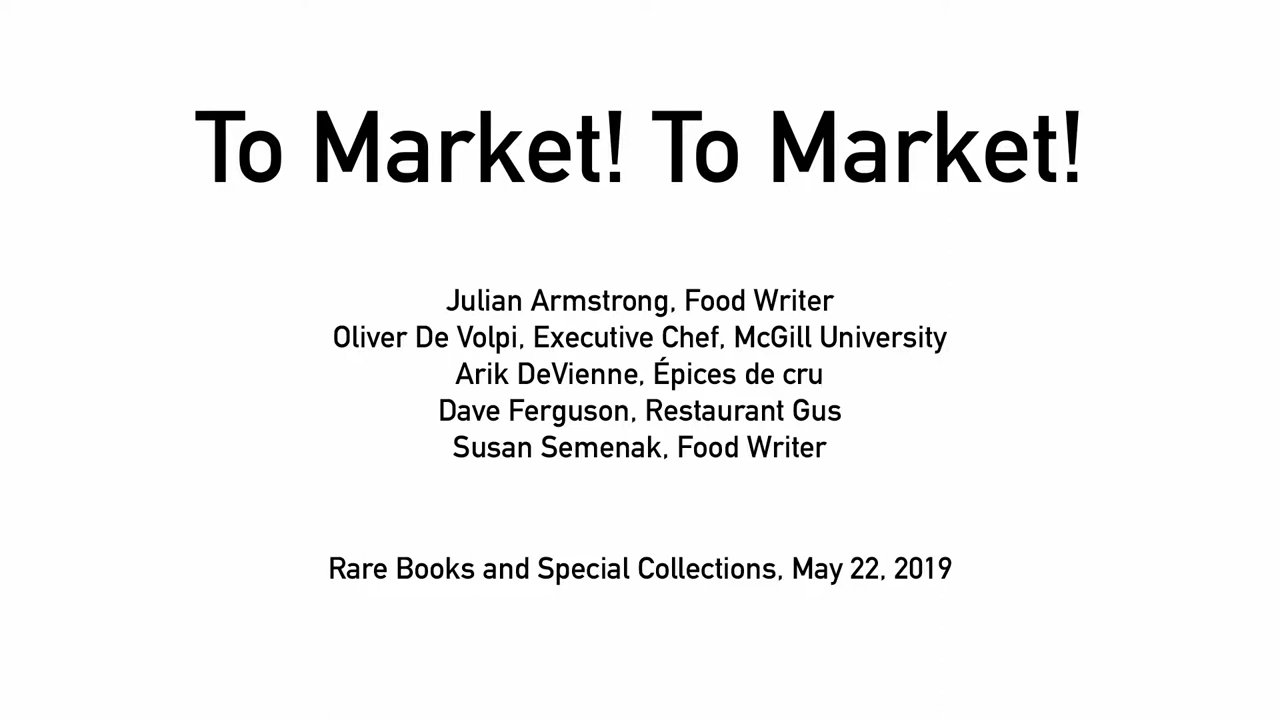 To Market! To Market!
Julian Armstrong, Food Writer
Oliver De Volpi, Executive Chef, McGill University
Arik DeVienne, Épices de cru
Dave Ferguson, Restaurant Gus
Susan Semenak, Food Writer
Rare Books and Special Collections, May 22, 2019